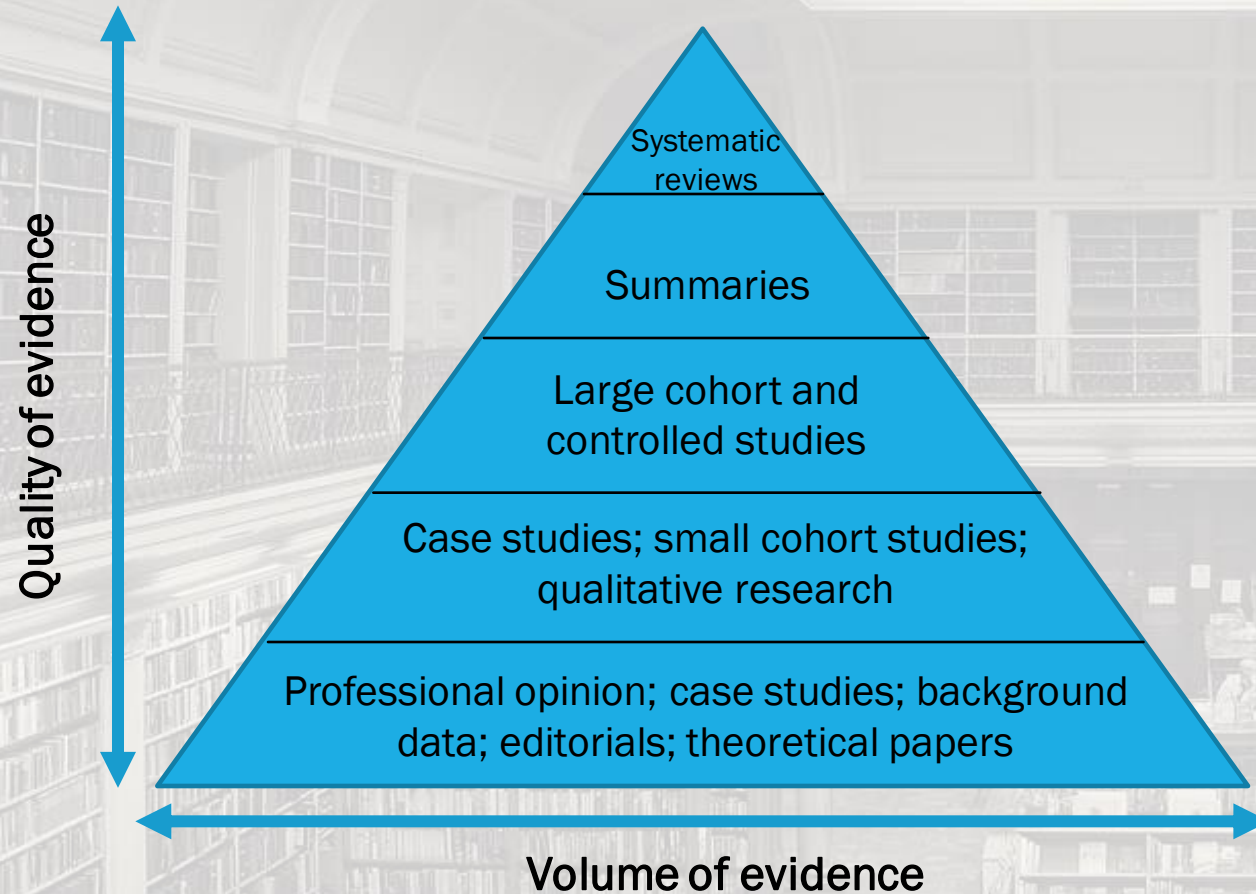 Systematic
reviews
Summaries
Large cohort and
controlled studies
Case studies; small cohort studies;
qualitative research
Professional opinion; case studies; background
data; editorials; theoretical papers
Quality of evidence
Volume of evidence